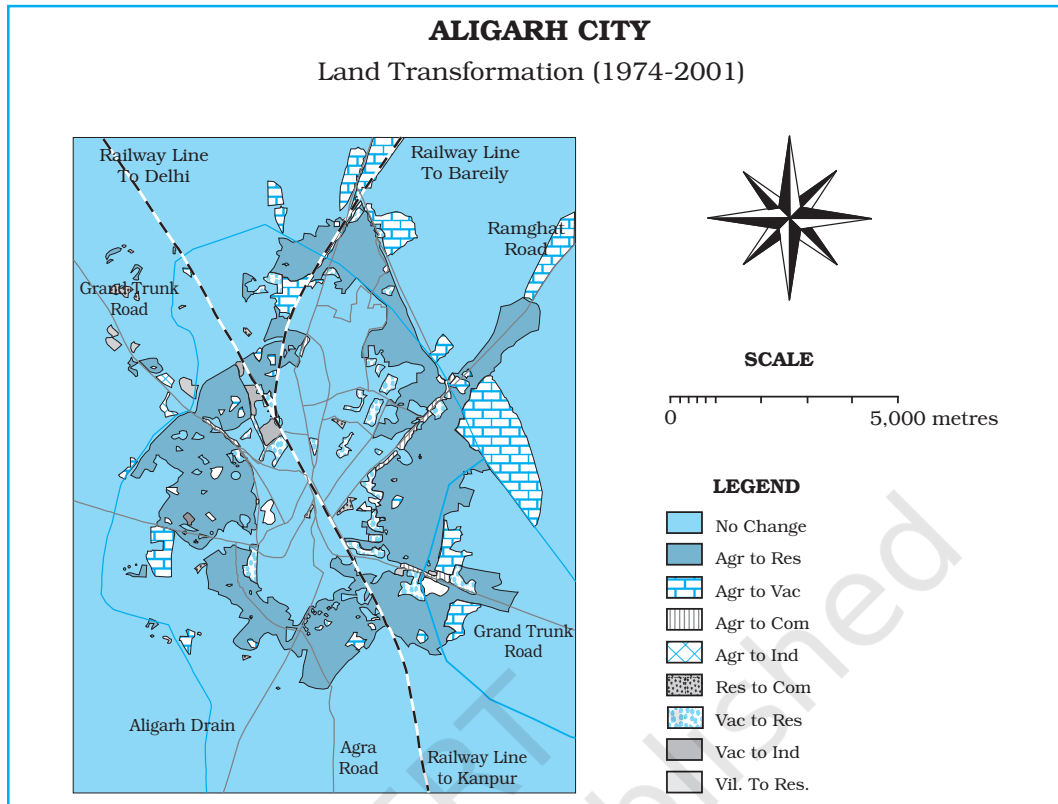 ALIGARH CITY
Land Transformation (1974-2001)
Railway Line
To Delhi
Railway Line
To Bareily
Ramghat
Road
Grand Trunk
Road
SCALE
0
5,000 metres
LEGEND
No Change
Agr to Res
Agr to Vac
Agr to Com
Agr to Ind
Res to Com
Vac to Res
Vac to Ind
Vil. To Res.
Grand Trunk
Road
Aligarh Drain
Agra
Road
Railway Line
to Kanpur